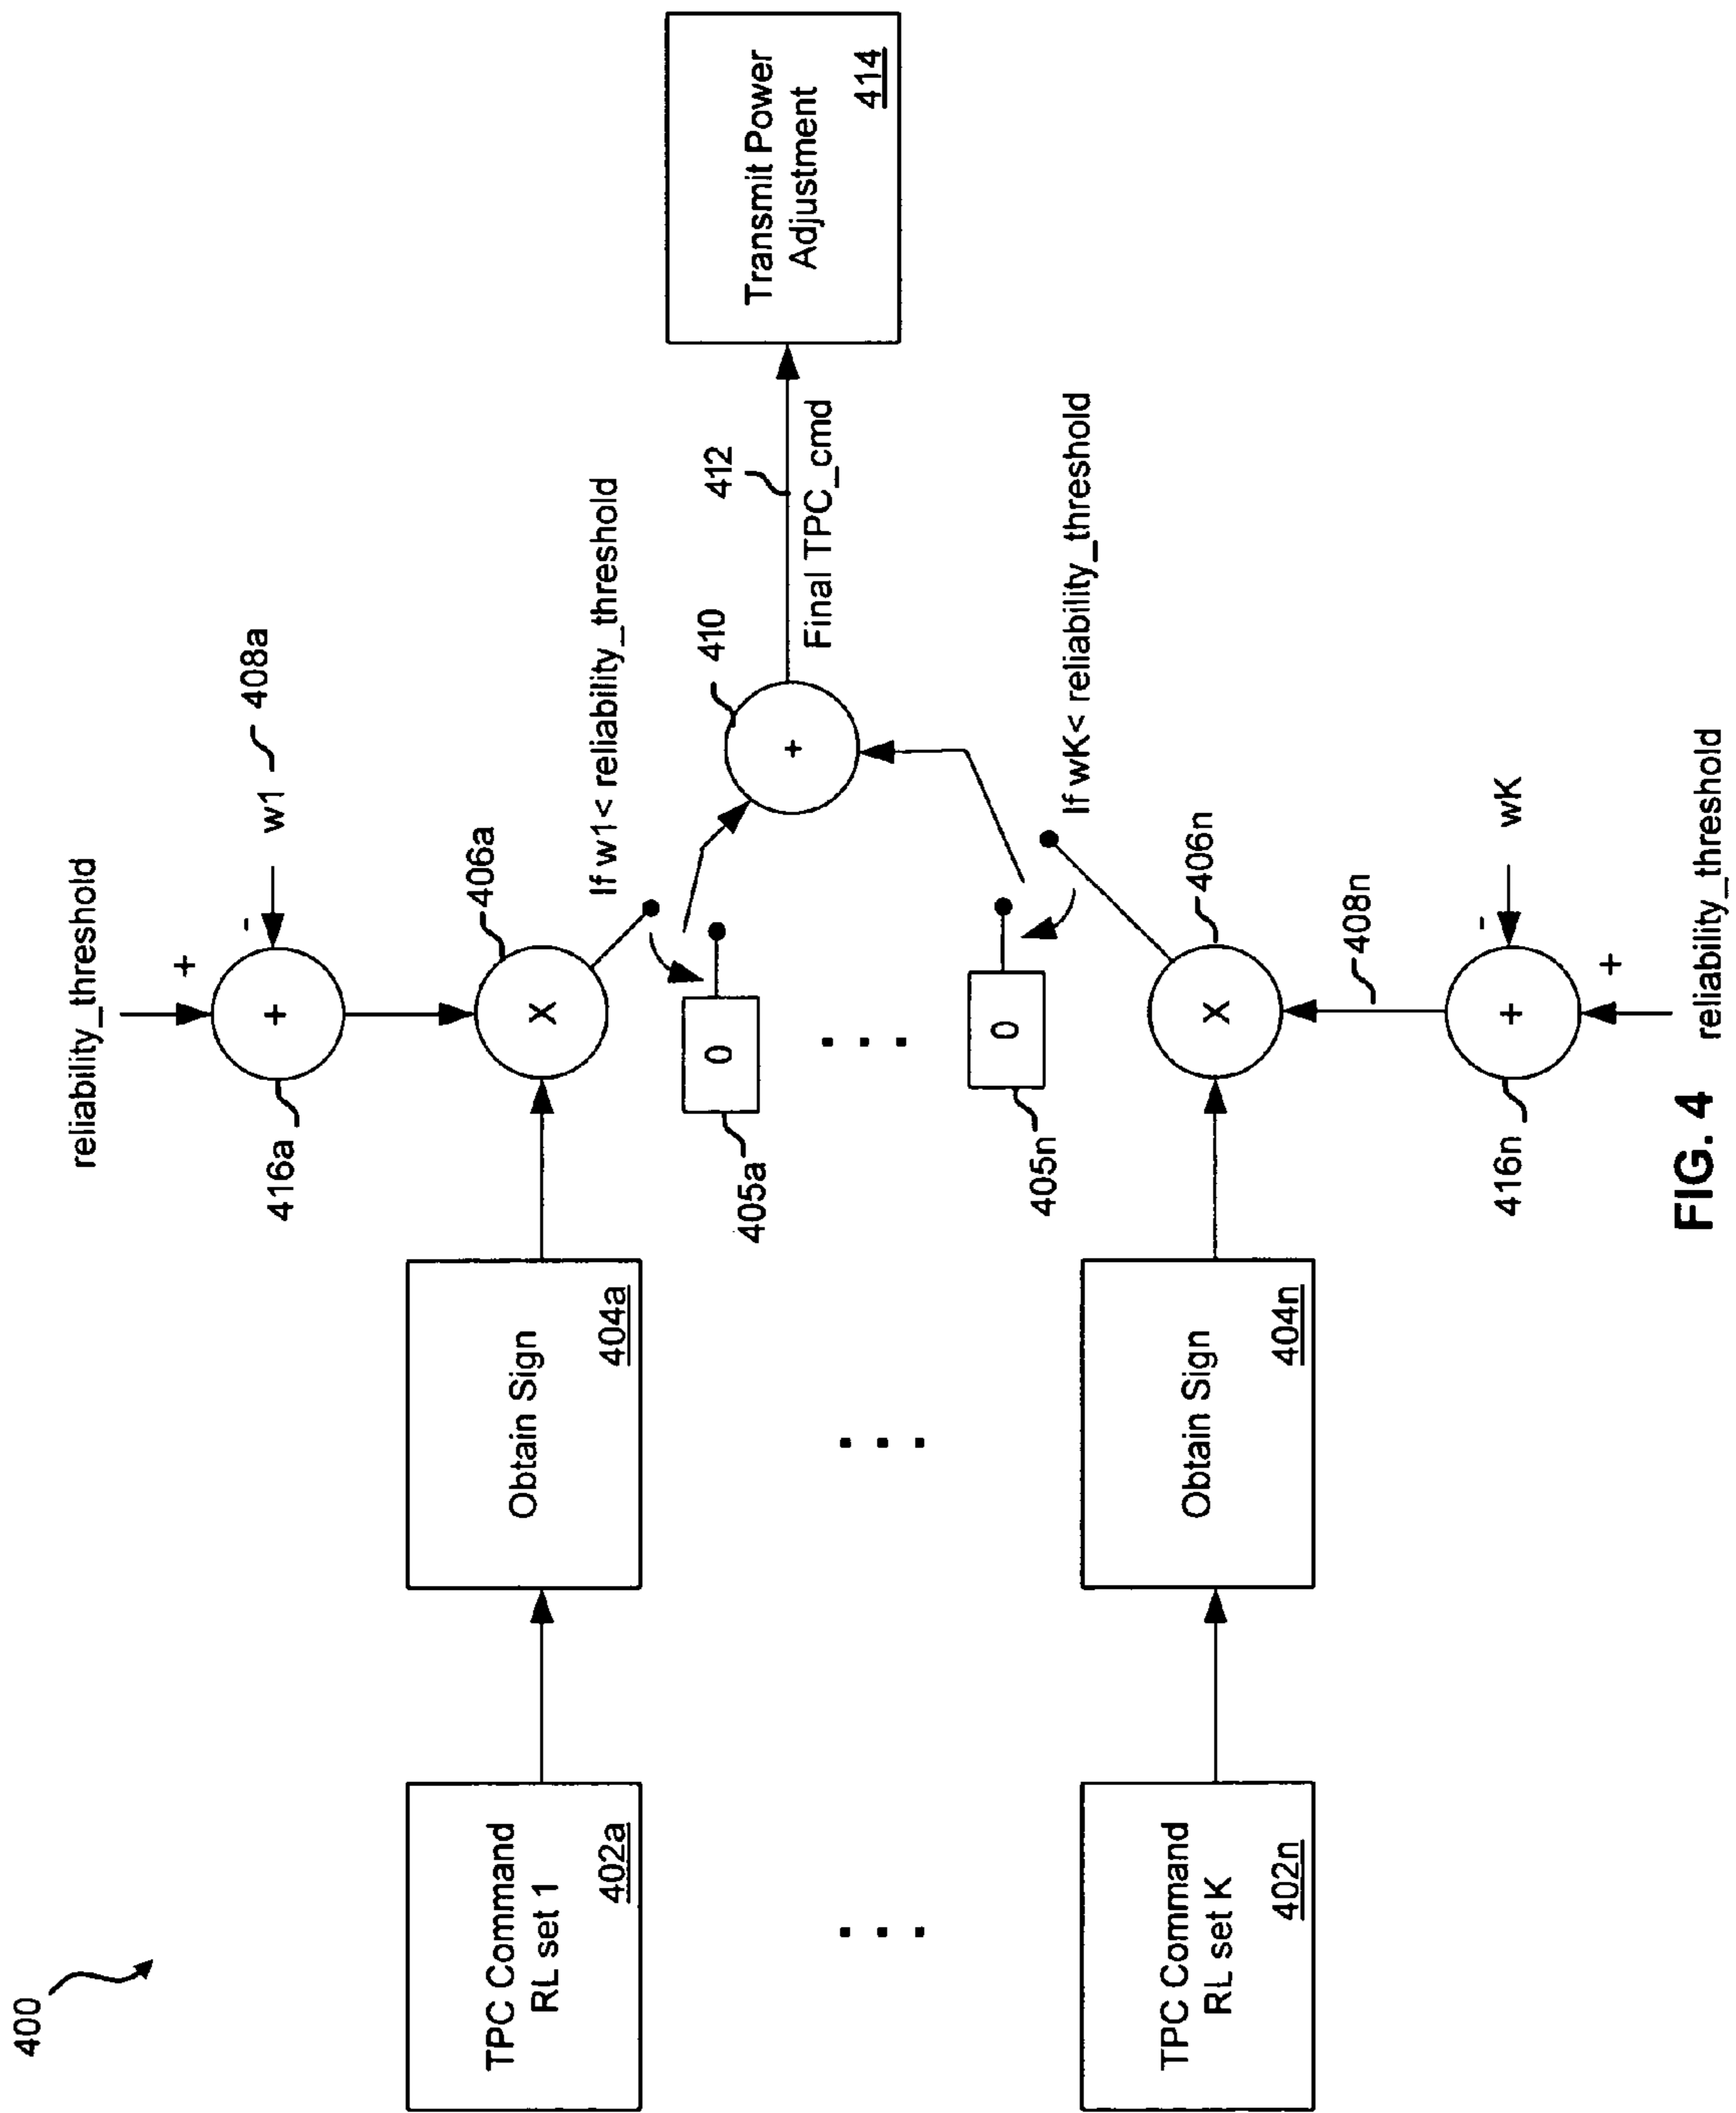 400
reliability_threshold
+
-
w1
408a
416a
+
406a
X
If w1< reliability_threshold
TPC Command
RL set 1
402a
Obtain Sign
404a
405a
0
410
+
412
Final TPC_cmd
Transmit Power
Adjustment
414
. . .
. . .
. . .
405n
0
If wK< reliability_threshold
TPC Command
RL set K
402n
Obtain Sign
404n
406n
X
408n
416n
+
-
wK
+
reliability_threshold
FIG. 4